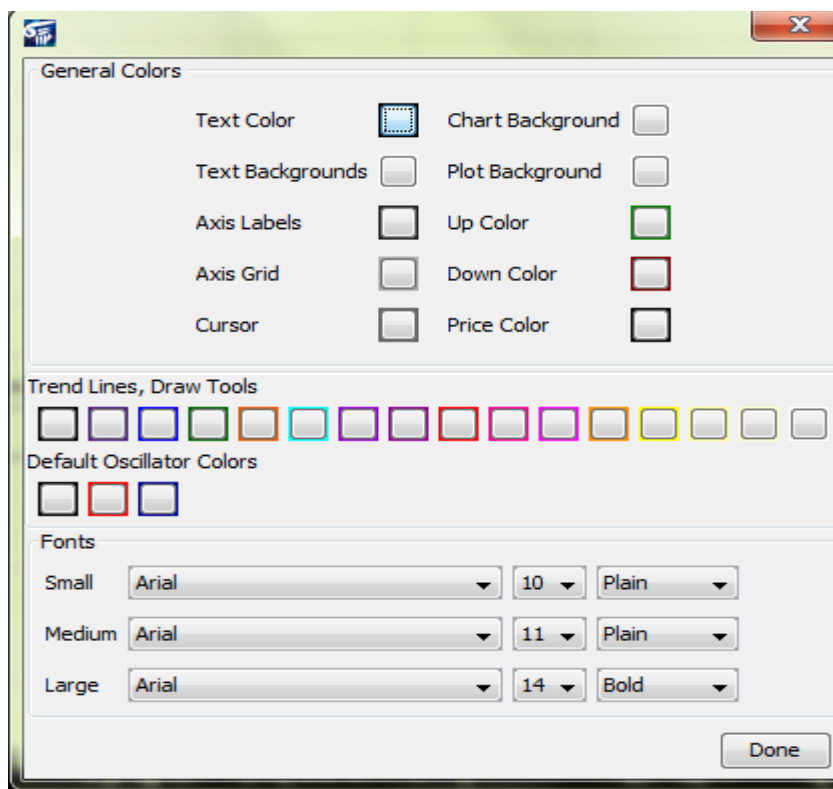 General Colors
Text Color Chart Background
Text Backgrounds Plot Background
Axis Labels Up Color
Axis Grid Down Color
Cursor Price Color
Trend Lines, Draw Tools
Default Oscillator Colors
Fonts
Small Arial 10 Plain
Medium Arial 11 Plain
Large Arial 14 Bold
Done